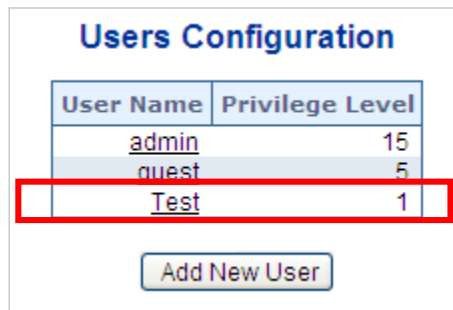 Users Configuration
User Name Privilege Level
admin 15
guest 5
Test 1
Add New User